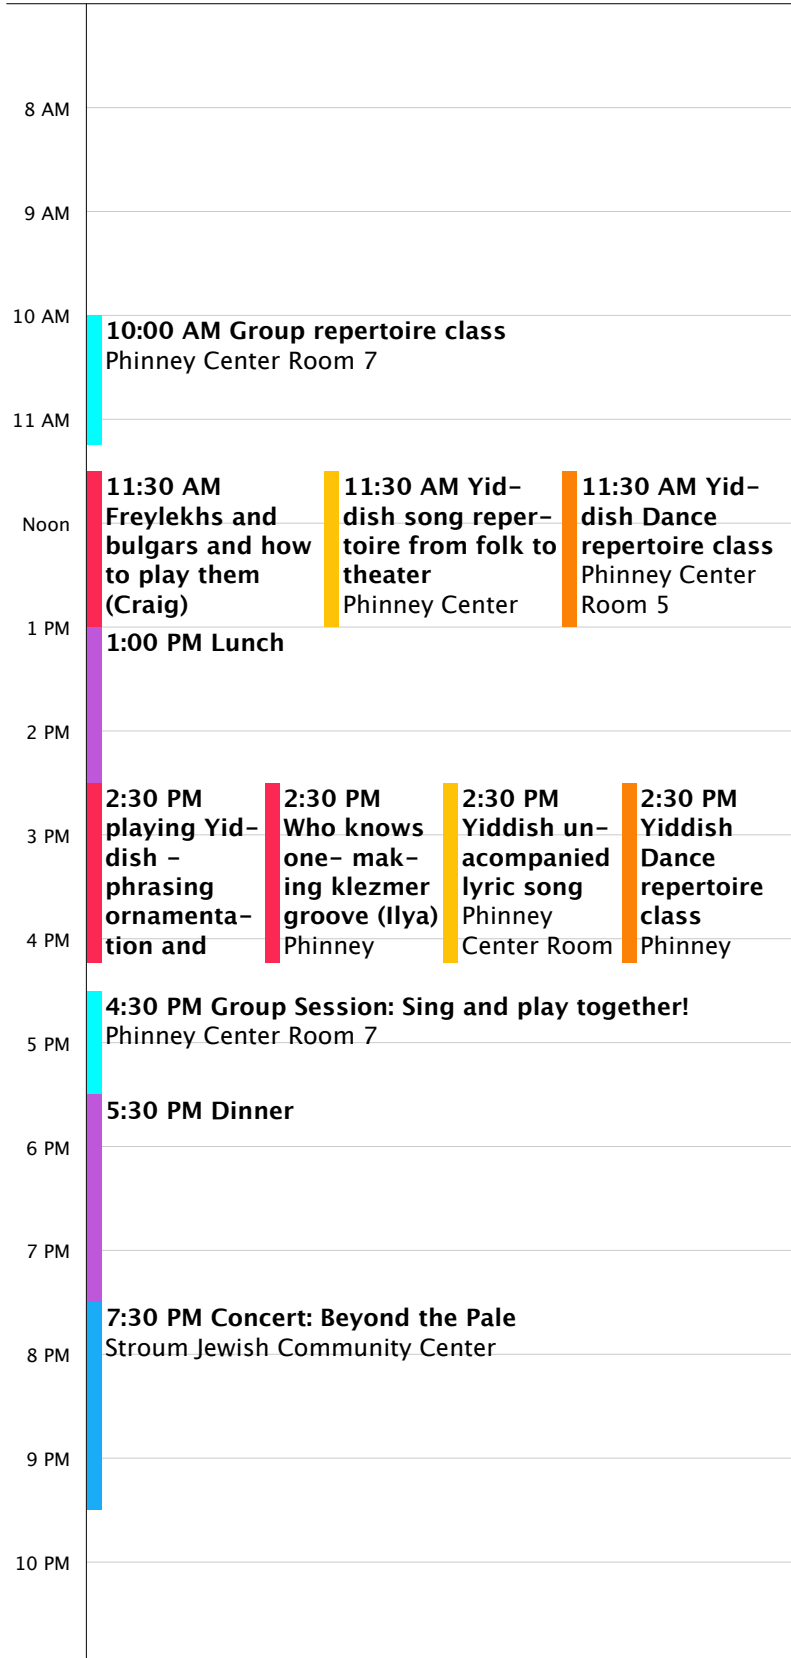 8 AM
9 AM
10 AM
10:00 AM Group repertoire class
Phinney Center Room 7
11 AM
11:30 AM
Freylekhs and
bulgars and how
to play them
(Craig)
11:30 AM Yid-
dish song reper-
toire from folk to
theater
Phinney Center
11:30 AM Yid-
dish Dance
repertoire class
Phinney Center
Room 5
Noon
1 PM
1:00 PM Lunch
2 PM
2:30 PM
playing Yid-
dish -
phrasing
ornamenta-
tion and
2:30 PM
Who knows
one- mak-
ing klezmer
groove (Ilya)
Phinney
2:30 PM
Yiddish un-
acompanied
lyric song
Phinney
Center Room
2:30 PM
Yiddish
Dance
repertoire
class
Phinney
3 PM
4 PM
4:30 PM Group Session: Sing and play together!
Phinney Center Room 7
5 PM
5:30 PM Dinner
6 PM
7 PM
7:30 PM Concert: Beyond the Pale
Stroum Jewish Community Center
8 PM
9 PM
10 PM